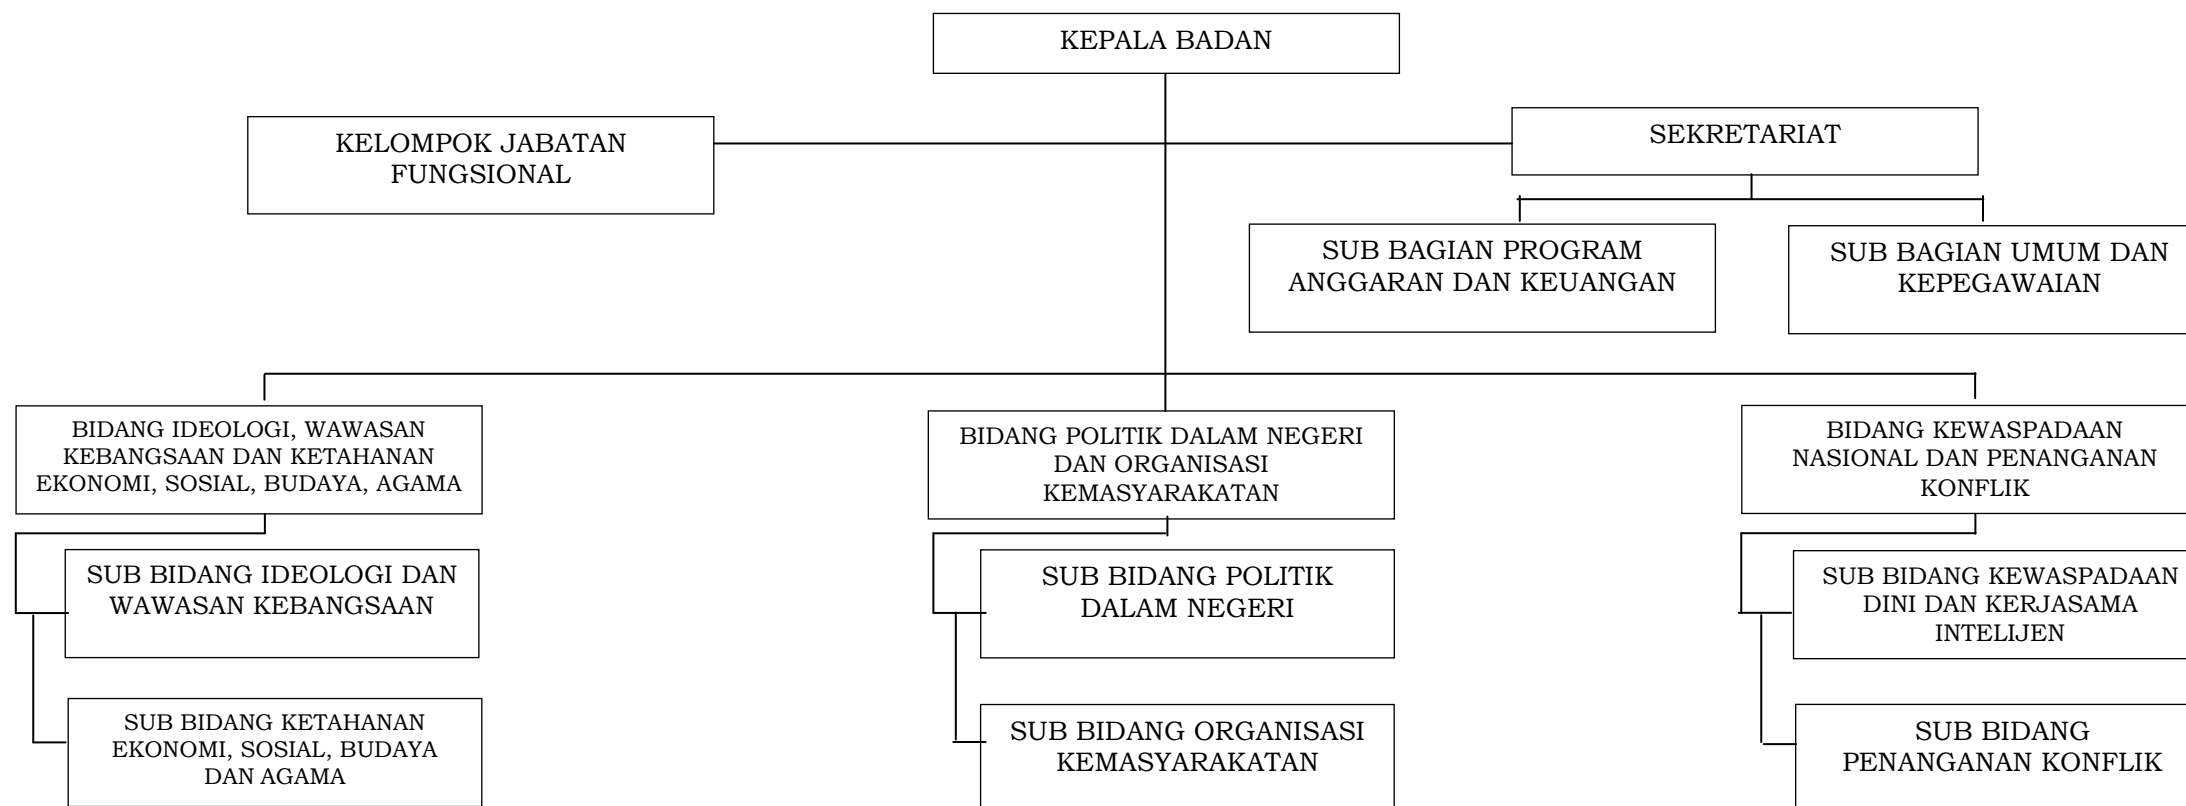 KEPALA BADAN
KELOMPOK JABATAN
FUNGSIONAL
SEKRETARIAT
SUB BAGIAN PROGRAM
ANGGARAN DAN KEUANGAN
SUB BAGIAN UMUM DAN
KEPEGAWAIAN
BIDANG IDEOLOGI, WAWASAN
KEBANGSAAN DAN KETAHANAN
EKONOMI, SOSIAL, BUDAYA, AGAMA
BIDANG POLITIK DALAM NEGERI
DAN ORGANISASI
KEMASYARAKATAN
BIDANG KEWASPADAAN
NASIONAL DAN PENANGANAN
KONFLIK
SUB BIDANG IDEOLOGI DAN
WAWASAN KEBANGSAAN
SUB BIDANG POLITIK
DALAM NEGERI
SUB BIDANG KEWASPADAAN
DINI DAN KERJASAMA
INTELIJEN
SUB BIDANG KETAHANAN
EKONOMI, SOSIAL, BUDAYA
DAN AGAMA
SUB BIDANG ORGANISASI
KEMASYARAKATAN
SUB BIDANG
PENANGANAN KONFLIK